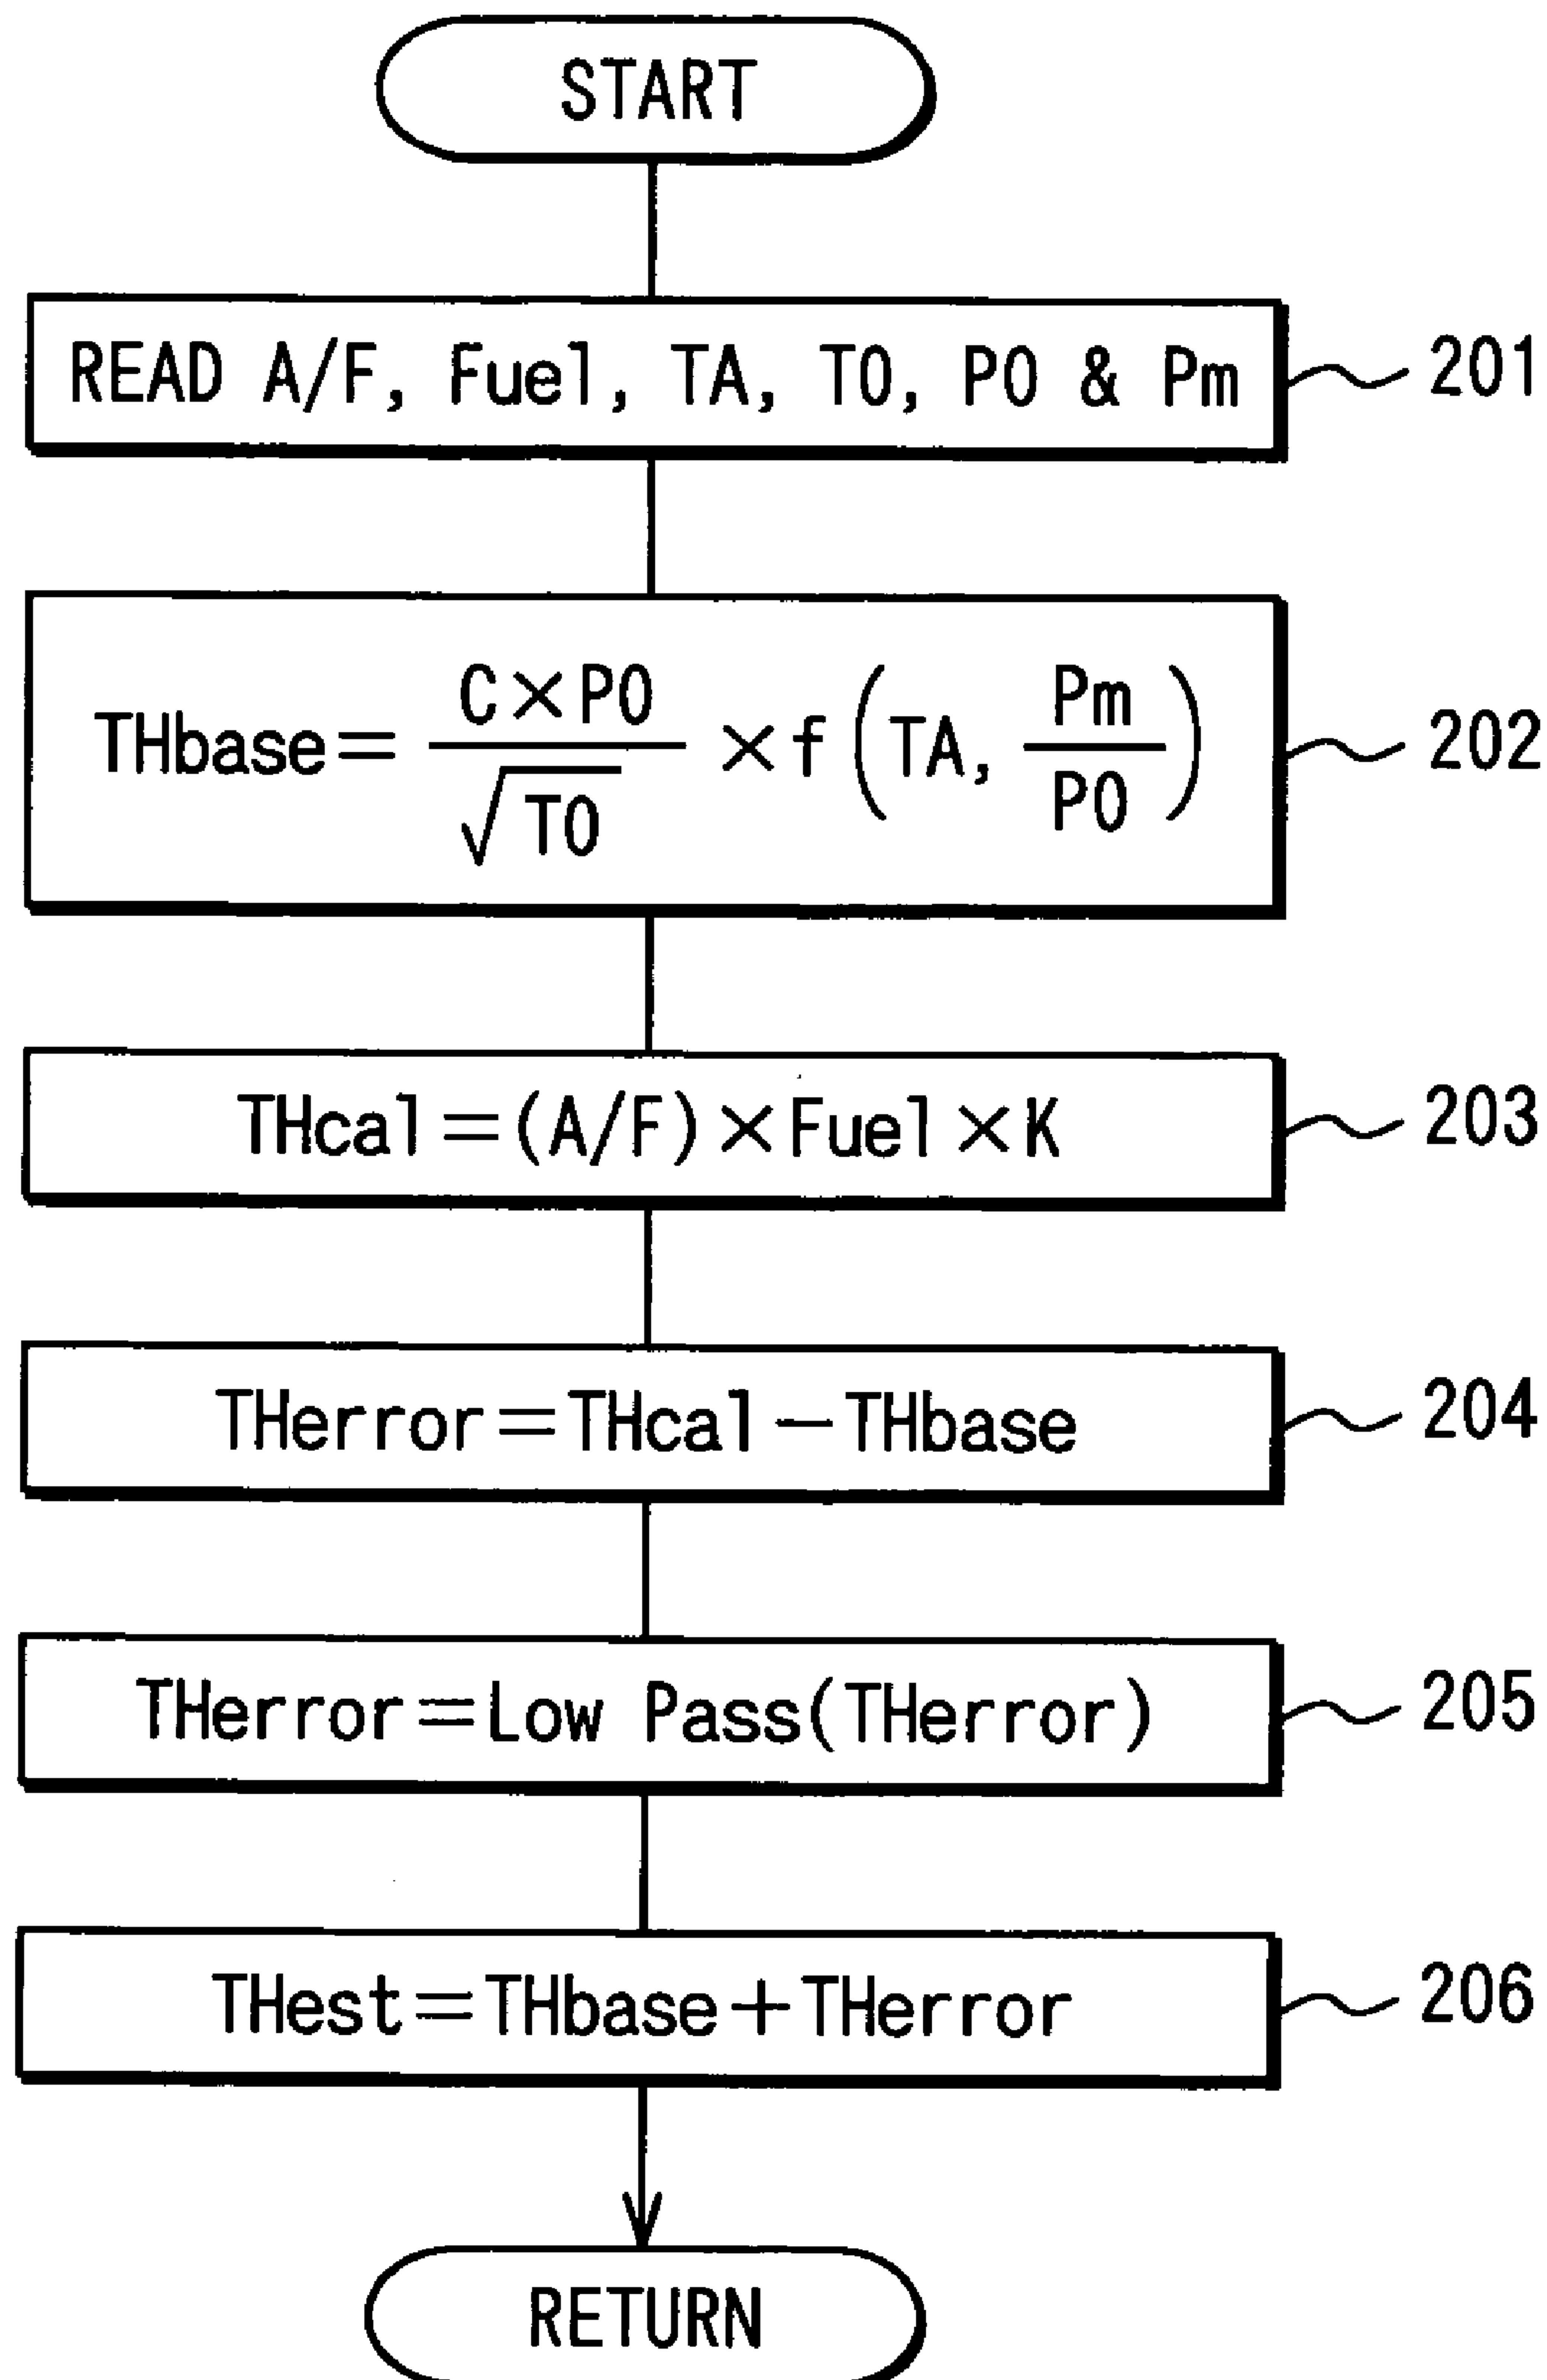 START
READ A/F, Fuel, TA, T0, P0 & Pm
201
THbase = C×P0 / √T0 × f(TA, Pm/P0)
202
THcal=(A/F)×Fuel×K
203
THerror=THcal−THbase
204
THerror=Low Pass(THerror)
205
THest=THbase+THerror
206
RETURN